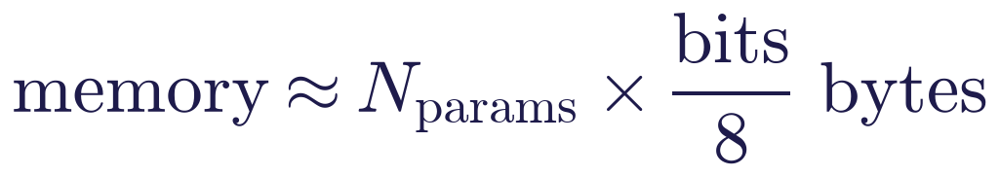 memory ≈ N_params × bits/8 bytes